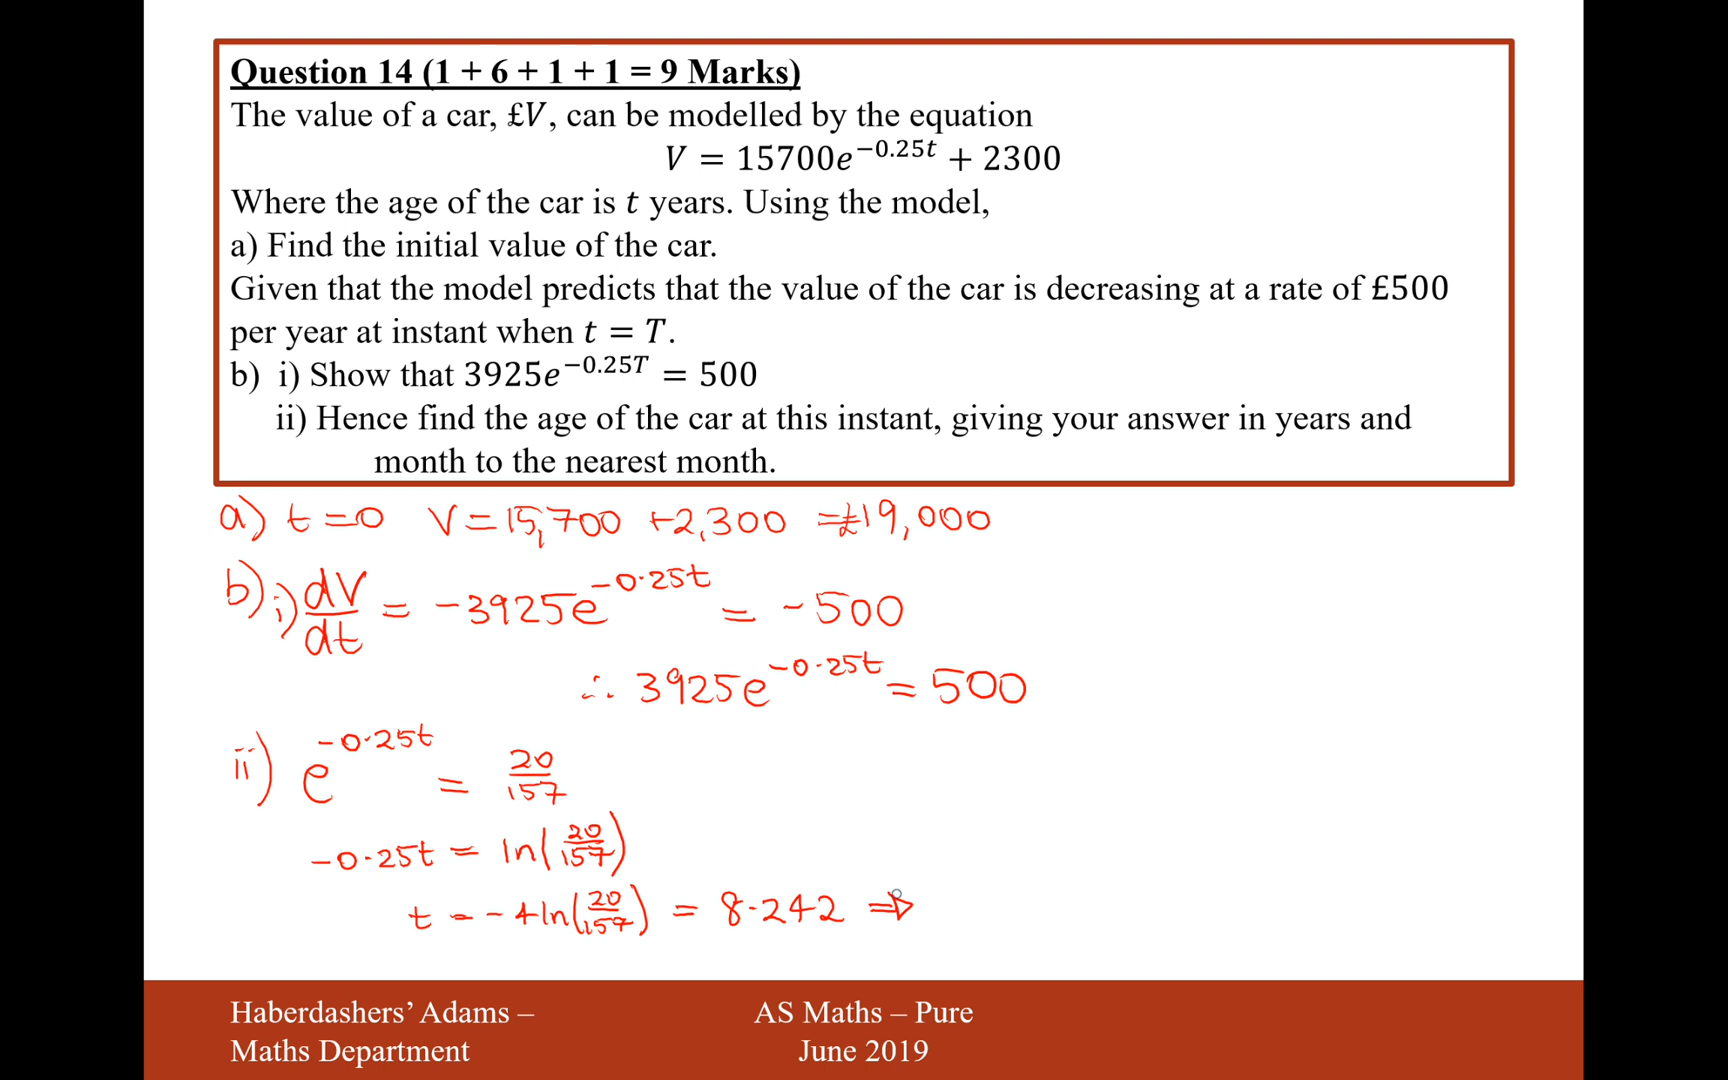 Question 14 (1 + 6 + 1 + 1 = 9 Marks)
The value of a car, £V, can be modelled by the equation
V = 15700e^{−0.25t} + 2300
Where the age of the car is t years. Using the model,
a) Find the initial value of the car.
Given that the model predicts that the value of the car is decreasing at a rate of £500
per year at instant when t = T.
b) i) Show that 3925e^{−0.25T} = 500
ii) Hence find the age of the car at this instant, giving your answer in years and
month to the nearest month.
a) t=0 V=15,700 +2,300 =£19,000
b) i) dV/dt = -3925e^{-0.25t} = -500
∴ 3925e^{-0.25t} = 500
ii) e^{-0.25t} = 20/157
-0.25t = ln(20/157)
t = -4ln(20/157) = 8.242 ⇒
Haberdashers’ Adams –
Maths Department
AS Maths – Pure
June 2019